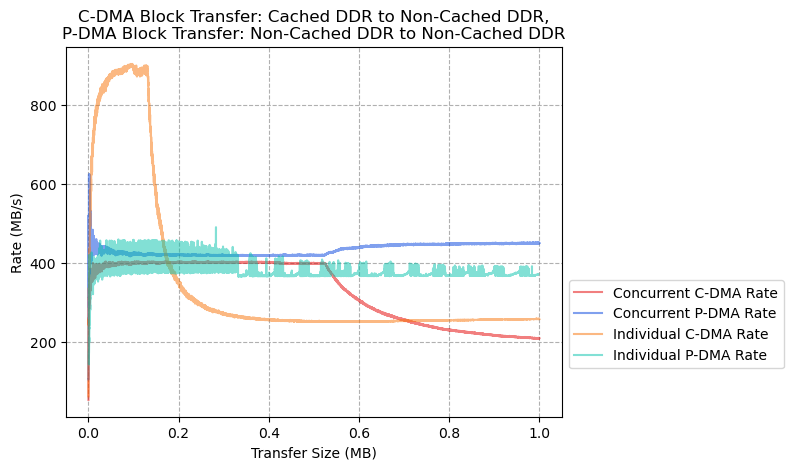 C-DMA Block Transfer: Cached DDR to Non-Cached DDR,
P-DMA Block Transfer: Non-Cached DDR to Non-Cached DDR
Rate (MB/s)
800
600
400
200
0.0 0.2 0.4 0.6 0.8 1.0
Transfer Size (MB)
Concurrent C-DMA Rate
Concurrent P-DMA Rate
Individual C-DMA Rate
Individual P-DMA Rate